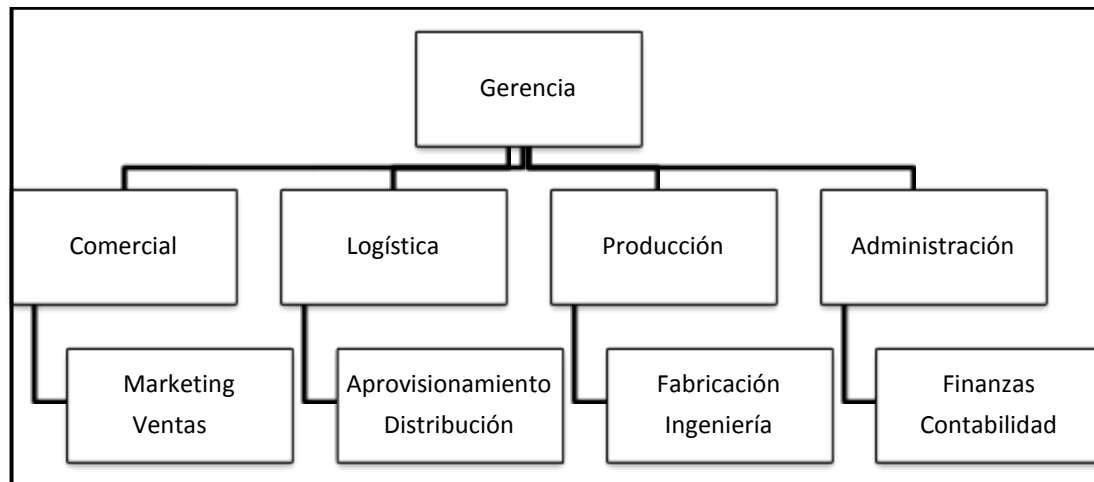 Gerencia
Comercial
Logística
Producción
Administración
Marketing
Ventas
Aprovisionamiento
Distribución
Fabricación
Ingeniería
Finanzas
Contabilidad